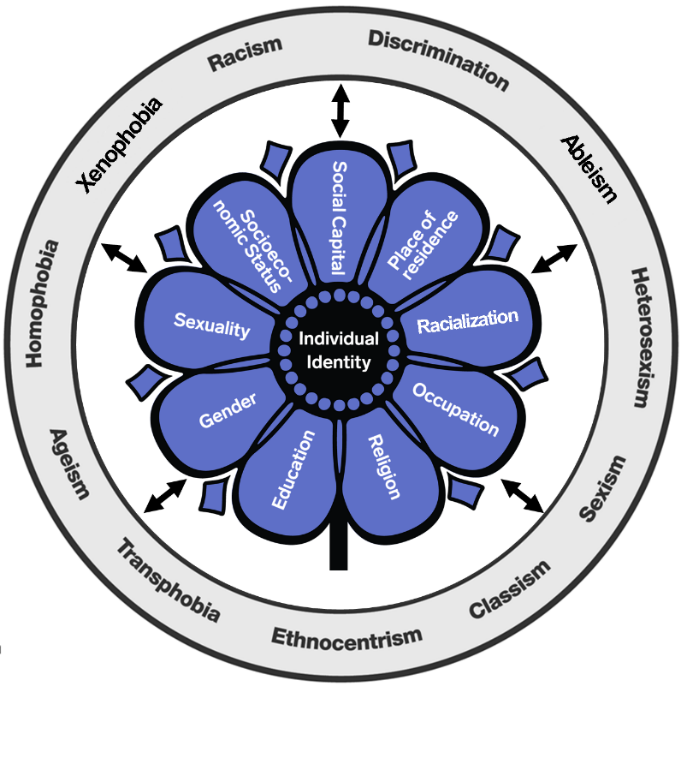 Racism
Discrimination
Ableism
Heterosexism
Sexism
Classism
Ethnocentrism
Transphobia
Ageism
Homophobia
Xenophobia
Social Capital
Place of
residence
Racialization
Occupation
Religion
Education
Gender
Sexuality
Socioeco-
nomic Status
Individual
Identity